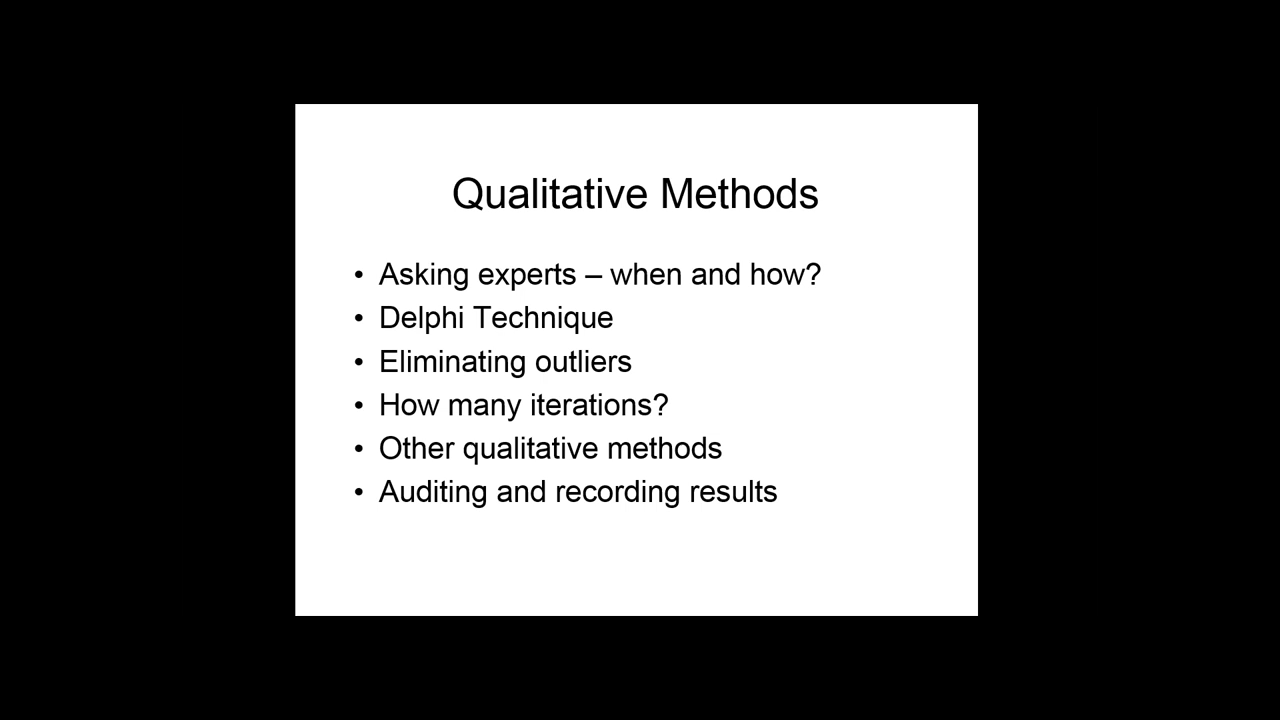 Qualitative Methods
• Asking experts – when and how?
• Delphi Technique
• Eliminating outliers
• How many iterations?
• Other qualitative methods
• Auditing and recording results